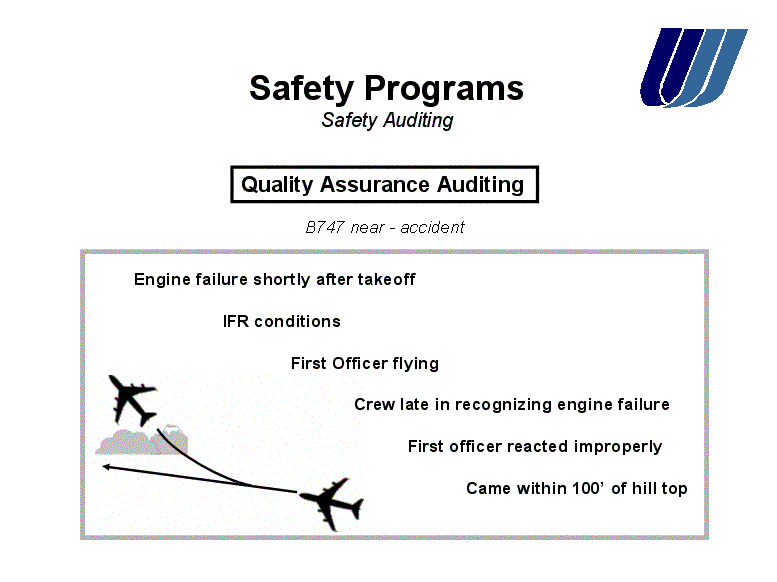 Safety Programs
Safety Auditing
Quality Assurance Auditing
B747 near - accident
Engine failure shortly after takeoff
IFR conditions
First Officer flying
Crew late in recognizing engine failure
First officer reacted improperly
Came within 100’ of hill top